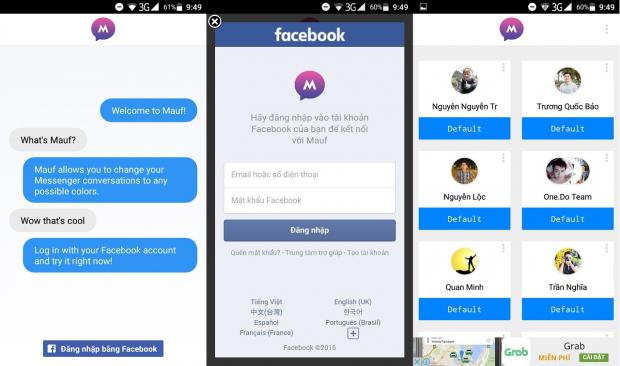 3G 61% 9:49
M
Welcome to Mauf!
What's Mauf?
Mauf allows you to change your
Messenger conversations to any
possible colors.
Wow that's cool
Log in with your Facebook account
and try it right now!
Đăng nhập bằng Facebook
3G 60% 9:49
facebook
M
Hãy đăng nhập vào tài khoản
Facebook của bạn để kết nối
với Mauf
Email hoặc số điện thoại
Mật khẩu Facebook
Đăng nhập
Quên mật khẩu? · Trung tâm trợ giúp · Tạo tài khoản
Tiếng Việt English (UK)
中文(台灣) 한국어
Español Português (Brasil)
Français (France)
Facebook ©2016
3G 60% 9:49
M
Nguyên Nguyên Tr Trương Quốc Bảo
Default Default
Nguyễn Lộc One.Do Team
Default Default
Quan Minh Trần Nghĩa
Default Default
Grab Grab
MIỄN PHÍ CÀI ĐẶT